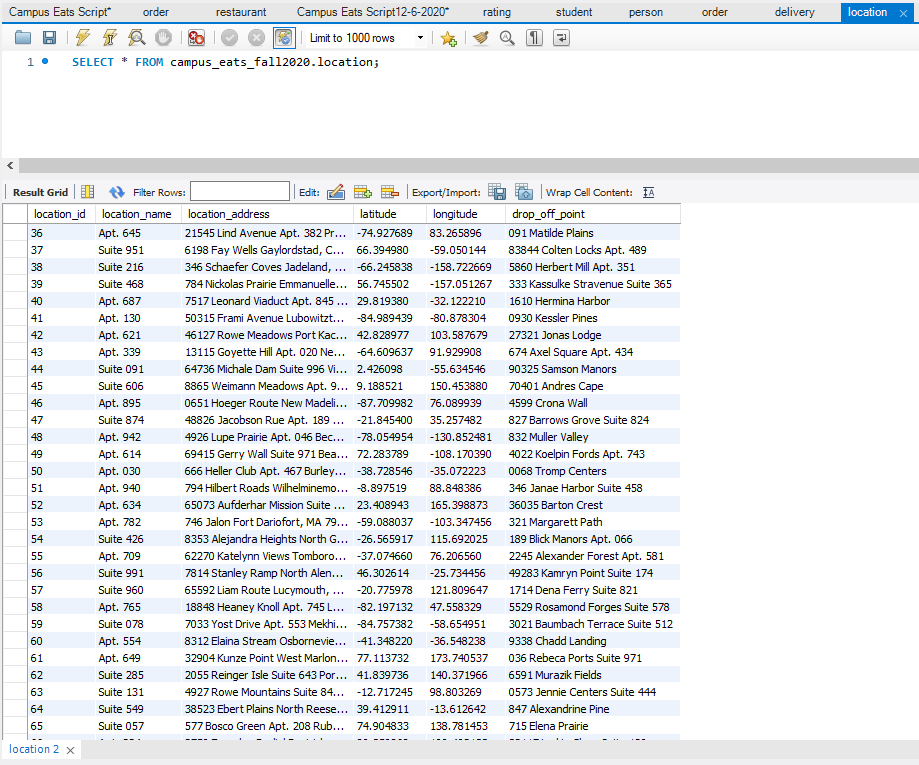 Campus Eats Script* order restaurant Campus Eats Script12-6-2020* rating student person order delivery location
Limit to 1000 rows
1 SELECT * FROM campus_eats_fall2020.location;
Result Grid Filter Rows: Edit: Export/Import: Wrap Cell Content:
location_id location_name location_address latitude longitude drop_off_point
36 Apt. 645 21545 Lind Avenue Apt. 382 Pr... -74.927689 83.265896 091 Matilde Plains
37 Suite 951 6198 Fay Wells Gaylordstad, C... 66.394980 -59.050144 83844 Colten Locks Apt. 489
38 Suite 216 346 Schaefer Coves Jadeland, ... -66.245838 -158.722669 5860 Herbert Mill Apt. 351
39 Suite 468 784 Nickolas Prairie Emmanuelle... 56.745502 -157.051267 333 Kassulke Stravenue Suite 365
40 Apt. 687 7517 Leonard Viaduct Apt. 845 ... 29.819380 -32.122210 1610 Hermina Harbor
41 Apt. 130 50315 Frami Avenue Lubowitzt... -84.989439 -80.878304 0930 Kessler Pines
42 Apt. 621 46127 Rowe Meadows Port Kac... 42.828977 103.587679 27321 Jonas Lodge
43 Apt. 339 13115 Goyette Hill Apt. 020 Ne... -64.609637 91.929908 674 Axel Square Apt. 434
44 Suite 091 64736 Michale Dam Suite 996 Vi... 2.426098 -55.634546 90325 Samson Manors
45 Suite 606 8865 Weimann Meadows Apt. 9... 9.188521 150.453880 70401 Andres Cape
46 Apt. 895 0651 Hoeger Route New Madeli... -87.709982 76.089939 4599 Crona Wall
47 Suite 874 48826 Jacobson Rue Apt. 189 ... -21.845400 35.257482 827 Barrows Grove Suite 824
48 Apt. 942 4926 Lupe Prairie Apt. 046 Bec... -78.054954 -130.852481 832 Muller Valley
49 Apt. 614 69415 Gerry Wall Suite 971 Bea... 72.283789 -108.170390 4022 Koelpin Fords Apt. 743
50 Apt. 030 666 Heller Club Apt. 467 Burley... -38.728546 -35.072223 0068 Tromp Centers
51 Apt. 940 794 Hilbert Roads Wilhelminemo... -8.897519 88.848386 346 Janae Harbor Suite 458
52 Apt. 634 65073 Aufderhar Mission Suite ... 23.408943 165.398873 36035 Barton Crest
53 Apt. 782 746 Jalon Fort Dariofort, MA 79... -59.088037 -103.347456 321 Margarett Path
54 Suite 426 8353 Alejandra Heights North G... -26.565917 115.692025 189 Blick Manors Apt. 066
55 Apt. 709 62270 Katelynn Views Tomboro... -37.074660 76.206560 2245 Alexander Forest Apt. 581
56 Suite 991 7814 Stanley Ramp North Alen... 46.302614 -25.734456 49283 Kamryn Point Suite 174
57 Suite 960 65592 Liam Route Lucymouth, ... -20.775978 121.809647 1714 Dena Ferry Suite 821
58 Apt. 765 18848 Heaney Knoll Apt. 745 L... -82.197132 47.558329 5529 Rosamond Forges Suite 578
59 Suite 078 7033 Yost Drive Apt. 553 Mekhi... -84.757382 -58.654951 3021 Baumbach Terrace Suite 512
60 Apt. 554 8312 Elaina Stream Osbornevie... -41.348220 -36.548238 9338 Chadd Landing
61 Apt. 649 32904 Kunze Point West Marlon... 77.113732 173.740537 036 Rebeca Ports Suite 971
62 Suite 285 2055 Reinger Isle Suite 643 Por... 41.839736 140.371966 6591 Murazik Fields
63 Suite 131 4927 Rowe Mountains Suite 84... -12.717245 98.803269 0573 Jennie Centers Suite 444
64 Suite 549 38523 Ebert Plains North Reese... 39.412911 -13.612642 847 Alexandrine Pine
65 Suite 057 577 Bosco Green Apt. 208 Rub... 74.904833 138.781453 715 Elena Prairie
location 2